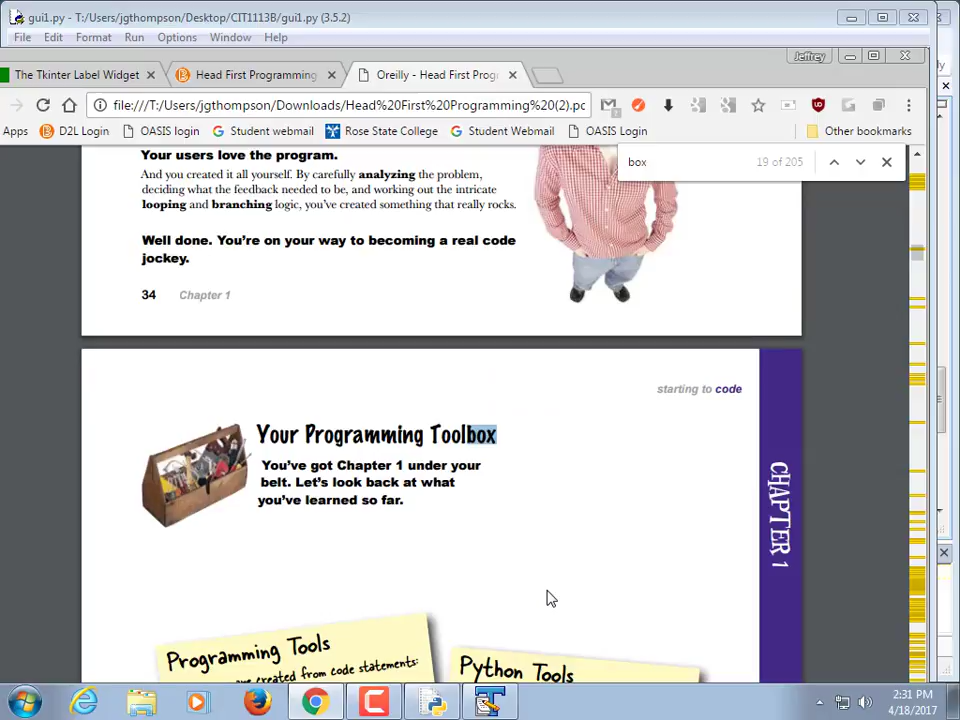 gui1.py - T:/Users/jgthompson/Desktop/CIT1113B/gui1.py (3.5.2)
File Edit Format Run Options Window Help
Jeffrey
The Tkinter Label Widget
Head First Programming
Oreilly - Head First Prog
file:///T:/Users/jgthompson/Downloads/Head%20First%20Programming%20(2).pc
Apps D2L Login OASIS login Student webmail Rose State College Student Webmail OASIS Login Other bookmarks
box 19 of 205
Your users love the program.
And you created it all yourself. By carefully analyzing the problem,
deciding what the feedback needed to be, and working out the intricate
looping and branching logic, you've created something that really rocks.
Well done. You're on your way to becoming a real code
jockey.
34 Chapter 1
starting to code
Your Programming Toolbox
You've got Chapter 1 under your
belt. Let's look back at what
you've learned so far.
CHAPTER 1
Programming Tools
are created from code statements:
Python Tools
2:31 PM
4/18/2017